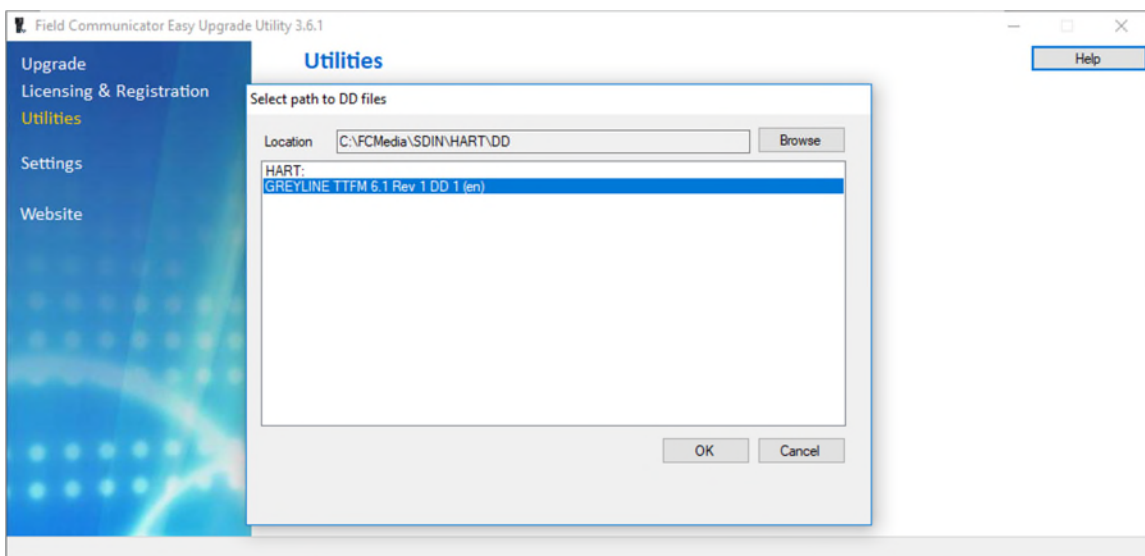 Field Communicator Easy Upgrade Utility 3.6.1
Upgrade
Licensing & Registration
Utilities
Settings
Website
Utilities
Help
Select path to DD files
Location C:\FCMedia\SDIN\HART\DD Browse
HART:
GREYLINE TTFM 6.1 Rev 1 DD 1 (en)
OK Cancel